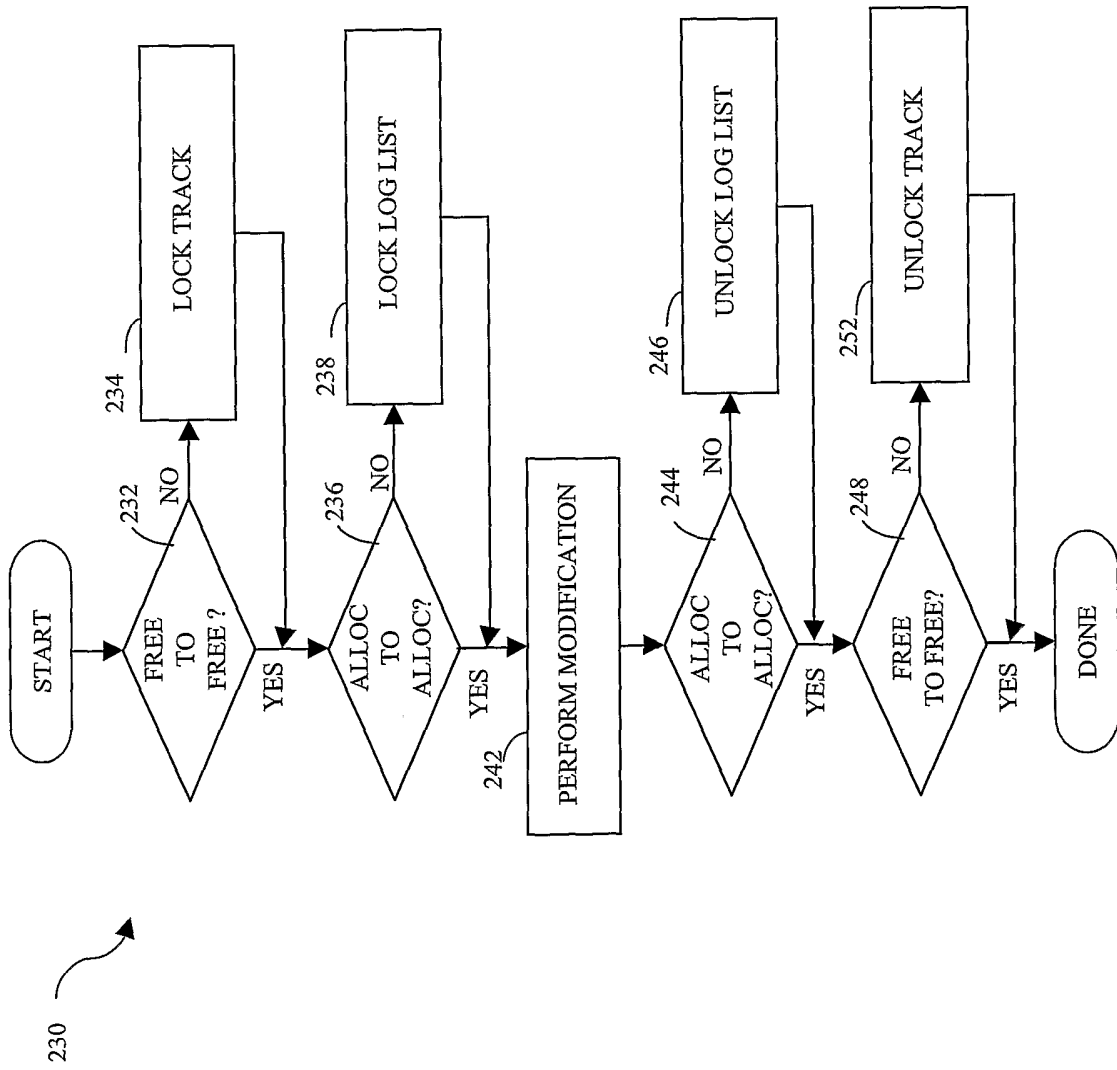 230
START
232
FREE
TO
FREE?
NO
YES
234
LOCK TRACK
236
ALLOC
TO
ALLOC?
NO
YES
238
LOCK LOG LIST
242
PERFORM MODIFICATION
244
ALLOC
TO
ALLOC?
NO
YES
246
UNLOCK LOG LIST
248
FREE
TO FREE?
NO
YES
252
UNLOCK TRACK
DONE